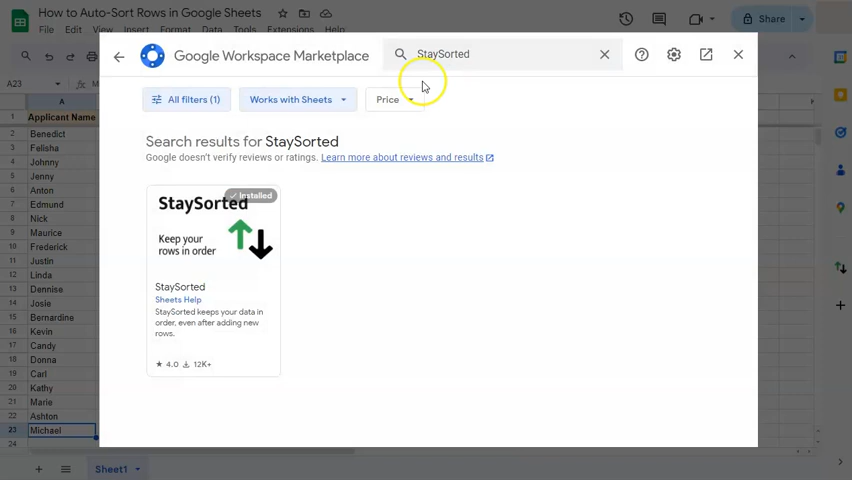 How to Auto-Sort Rows in Google Sheets
File Edit View Insert Format Data Tools Extensions Help
Share
Google Workspace Marketplace
StaySorted
All filters (1)
Works with Sheets
Price
Search results for StaySorted
Google doesn't verify reviews or ratings. Learn more about reviews and results
Installed
StaySorted
Keep your
rows in order
StaySorted
Sheets Help
StaySorted keeps your data in
order, even after adding new
rows.
4.0 12K+
A23
A
1 Applicant Name
2 Benedict
3 Felisha
4 Johnny
5 Jenny
6 Anton
7 Edmund
8 Nick
9 Maurice
10 Frederick
11 Justin
12 Linda
13 Dennise
14 Josie
15 Bernardine
16 Kevin
17 Candy
18 Donna
19 Carl
20 Kathy
21 Marie
22 Ashton
23 Michael
24
Sheet1